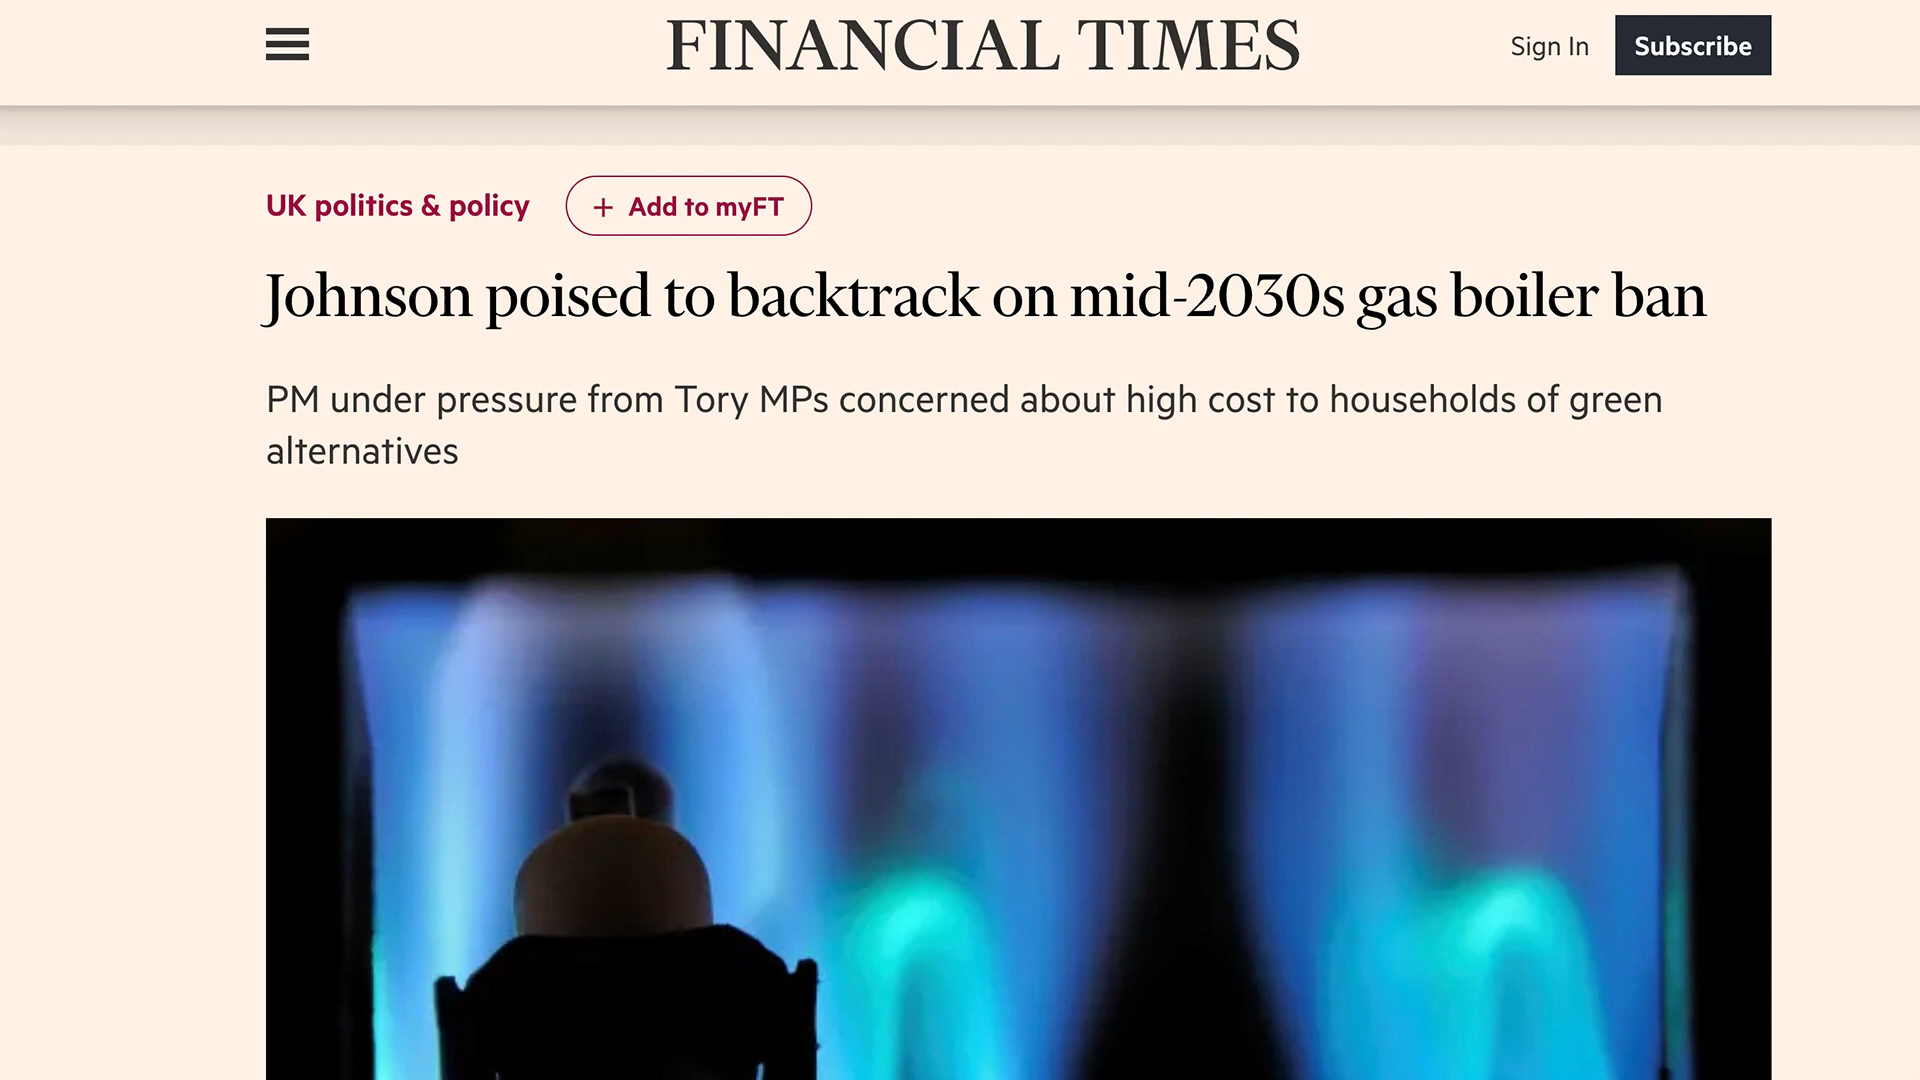 FINANCIAL TIMES
Sign In
Subscribe
UK politics & policy
+ Add to myFT
Johnson poised to backtrack on mid-2030s gas boiler ban
PM under pressure from Tory MPs concerned about high cost to households of green
alternatives